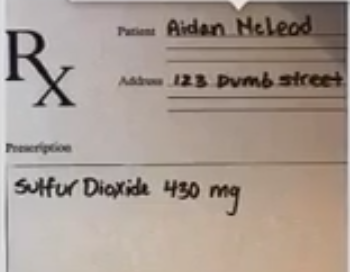 Rx
Patient Aidan McLeod
Address 123 Dumb street
Prescription
Sulfur Dioxide 430 mg